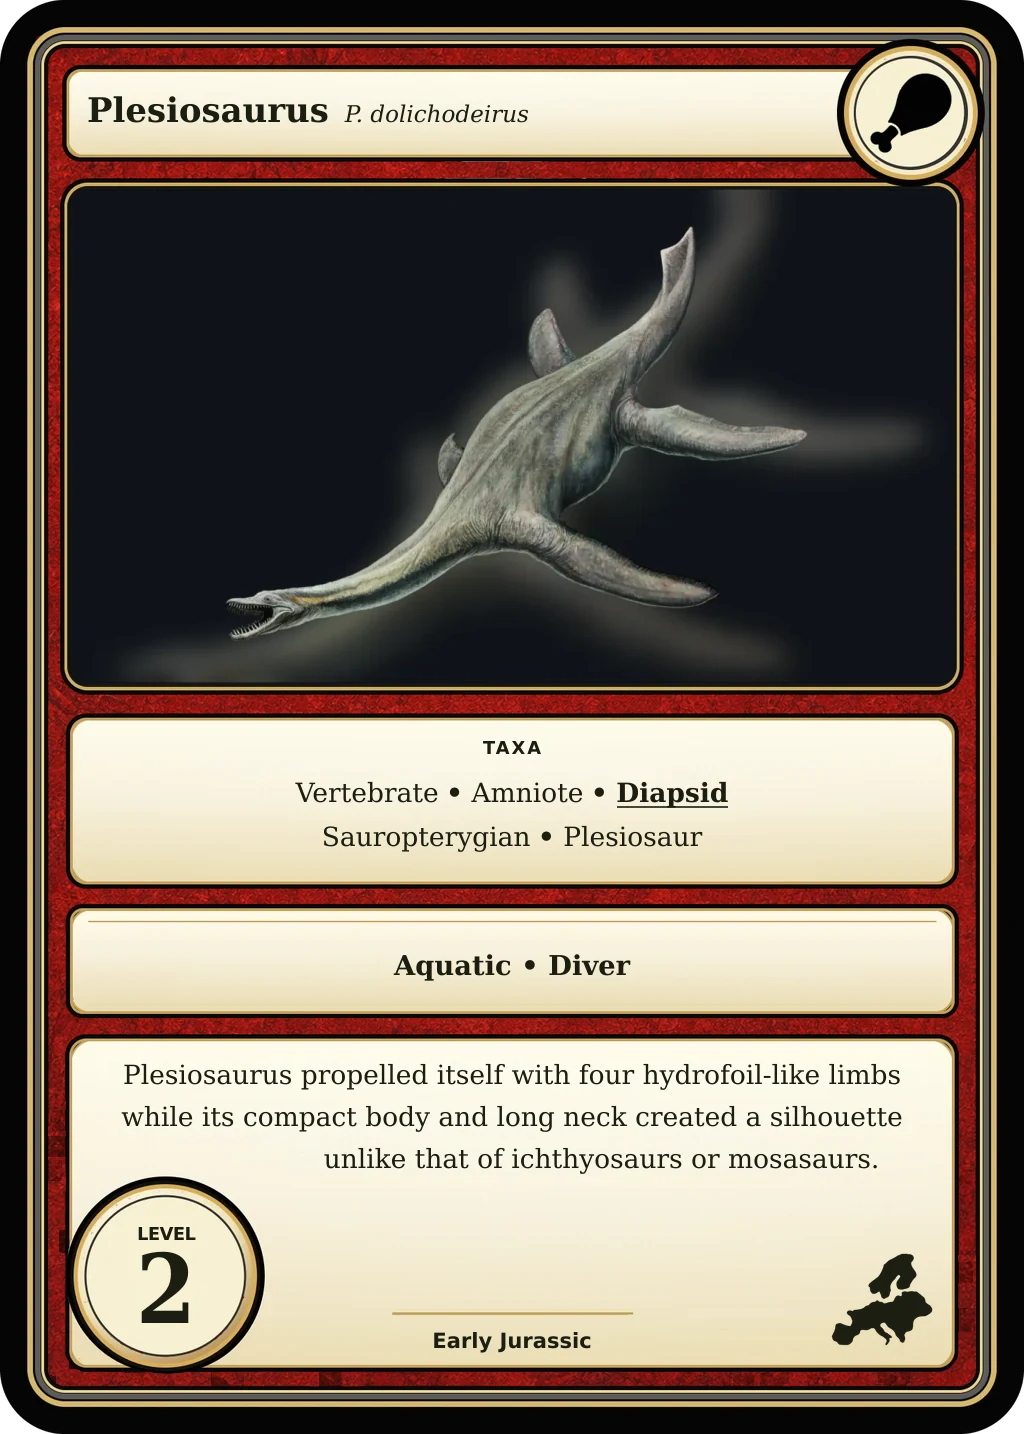 Plesiosaurus P. dolichodeirus
TAXA
Vertebrate • Amniote • Diapsid
Sauropterygian • Plesiosaur
Aquatic • Diver
Plesiosaurus propelled itself with four hydrofoil-like limbs
while its compact body and long neck created a silhouette
unlike that of ichthyosaurs or mosasaurs.
LEVEL
2
Early Jurassic